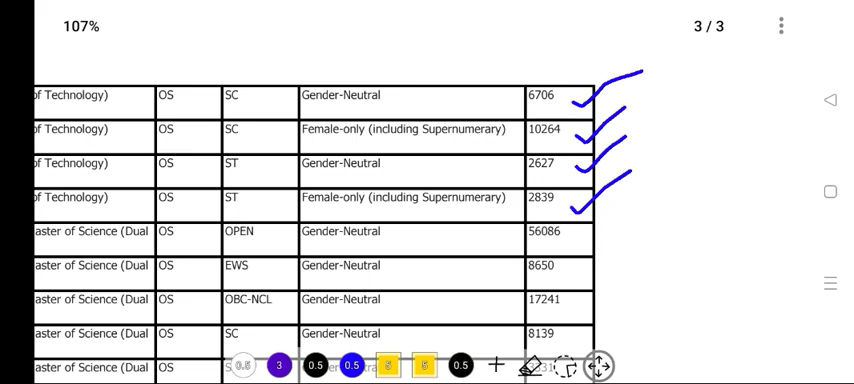 107%
3 / 3
of Technology) OS SC Gender-Neutral 6706
of Technology) OS SC Female-only (including Supernumerary) 10264
of Technology) OS ST Gender-Neutral 2627
of Technology) OS ST Female-only (including Supernumerary) 2839
aster of Science (Dual OS OPEN Gender-Neutral 56086
aster of Science (Dual OS EWS Gender-Neutral 8650
aster of Science (Dual OS OBC-NCL Gender-Neutral 17241
aster of Science (Dual OS SC Gender-Neutral 8139
aster of Science (Dual OS
0.5 3 0.5 0.5 5 5 0.5